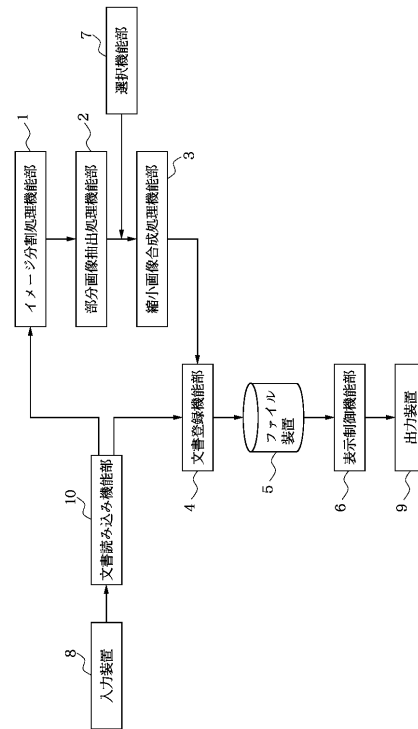 8
入力装置
10
文書読み込み機能部
1
イメージ分割処理機能部
2
部分画像抽出処理機能部
7
選択機能部
3
縮小画像合成処理機能部
4
文書登録機能部
5
ファイル
装置
6
表示制御機能部
9
出力装置